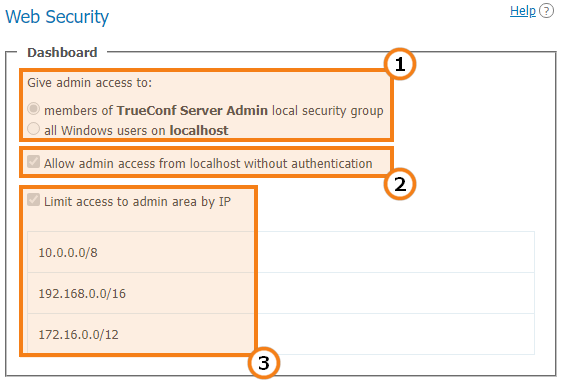 Web Security
Help ?
Dashboard
1
Give admin access to:
members of TrueConf Server Admin local security group
all Windows users on localhost
Allow admin access from localhost without authentication
2
Limit access to admin area by IP
10.0.0.0/8
192.168.0.0/16
172.16.0.0/12
3